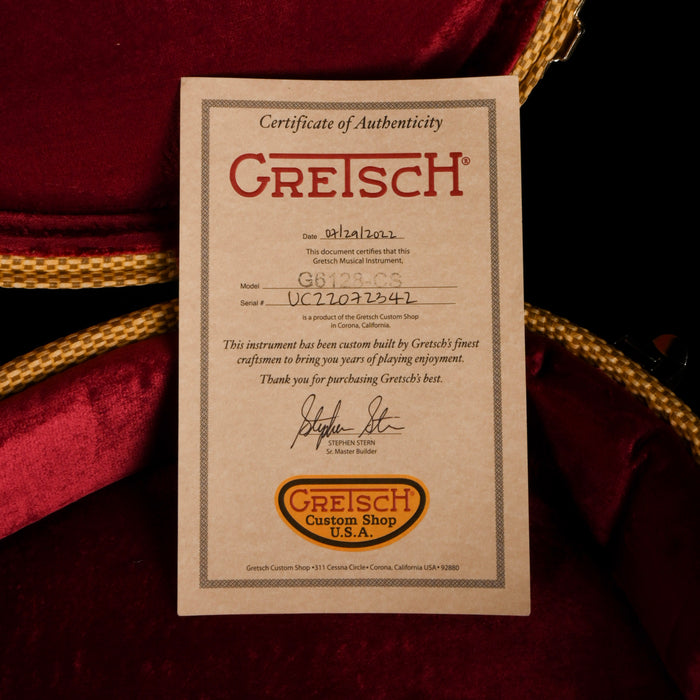 Certificate of Authenticity
GRETSCH®
Date 07/29/2022
This document certifies that this
Gretsch Musical Instrument,
Model G6128-CS
Serial # UC22072342
is a product of the Gretsch Custom Shop
in Corona, California.
This instrument has been custom built by Gretsch's finest
craftsmen to bring you years of playing enjoyment.
Thank you for purchasing Gretsch's best.
Stephen Stern
STEPHEN STERN
Sr. Master Builder
GRETSCH
Custom Shop
U.S.A.
Gretsch Custom Shop •311 Cessna Circle• Corona, California USA• 92880